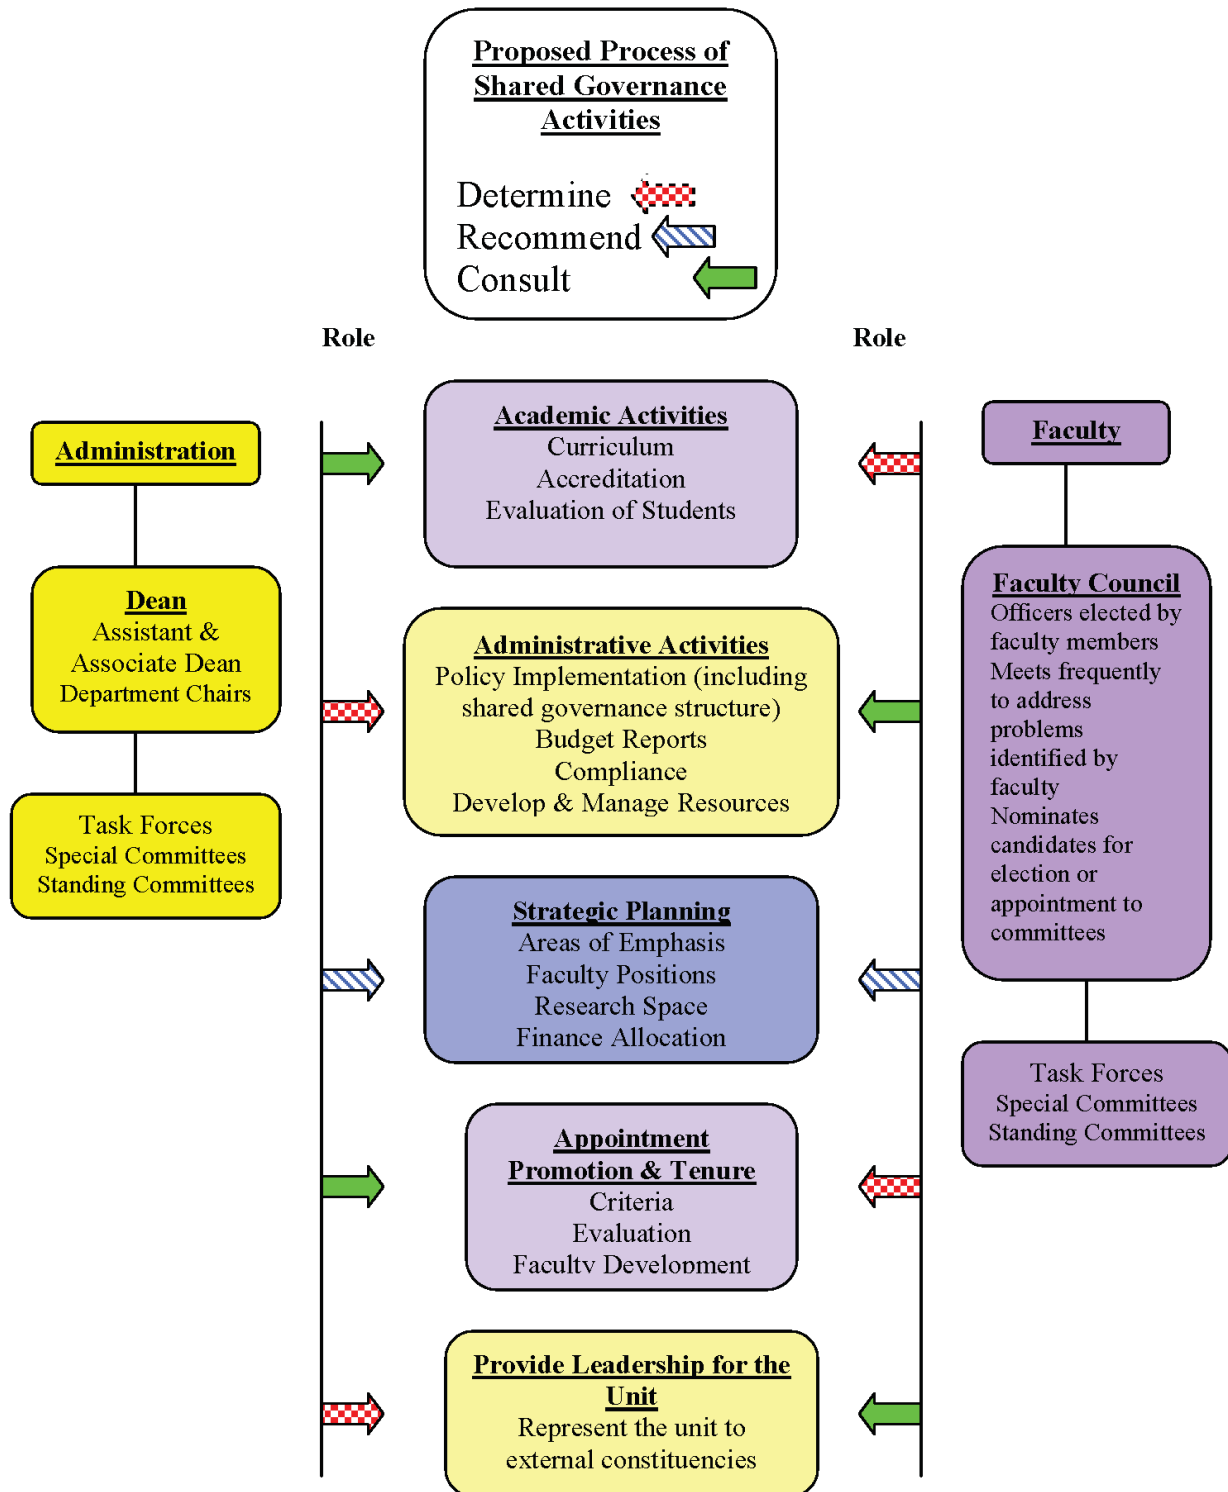 Proposed Process of
Shared Governance
Activities
Determine
Recommend
Consult
Role
Role
Administration
Dean
Assistant &
Associate Dean
Department Chairs
Task Forces
Special Committees
Standing Committees
Academic Activities
Curriculum
Accreditation
Evaluation of Students
Administrative Activities
Policy Implementation (including
shared governance structure)
Budget Reports
Compliance
Develop & Manage Resources
Strategic Planning
Areas of Emphasis
Faculty Positions
Research Space
Finance Allocation
Appointment
Promotion & Tenure
Criteria
Evaluation
Faculty Development
Provide Leadership for the
Unit
Represent the unit to
external constituencies
Faculty
Faculty Council
Officers elected by
faculty members
Meets frequently
to address
problems
identified by
faculty
Nominates
candidates for
election or
appointment to
committees
Task Forces
Special Committees
Standing Committees